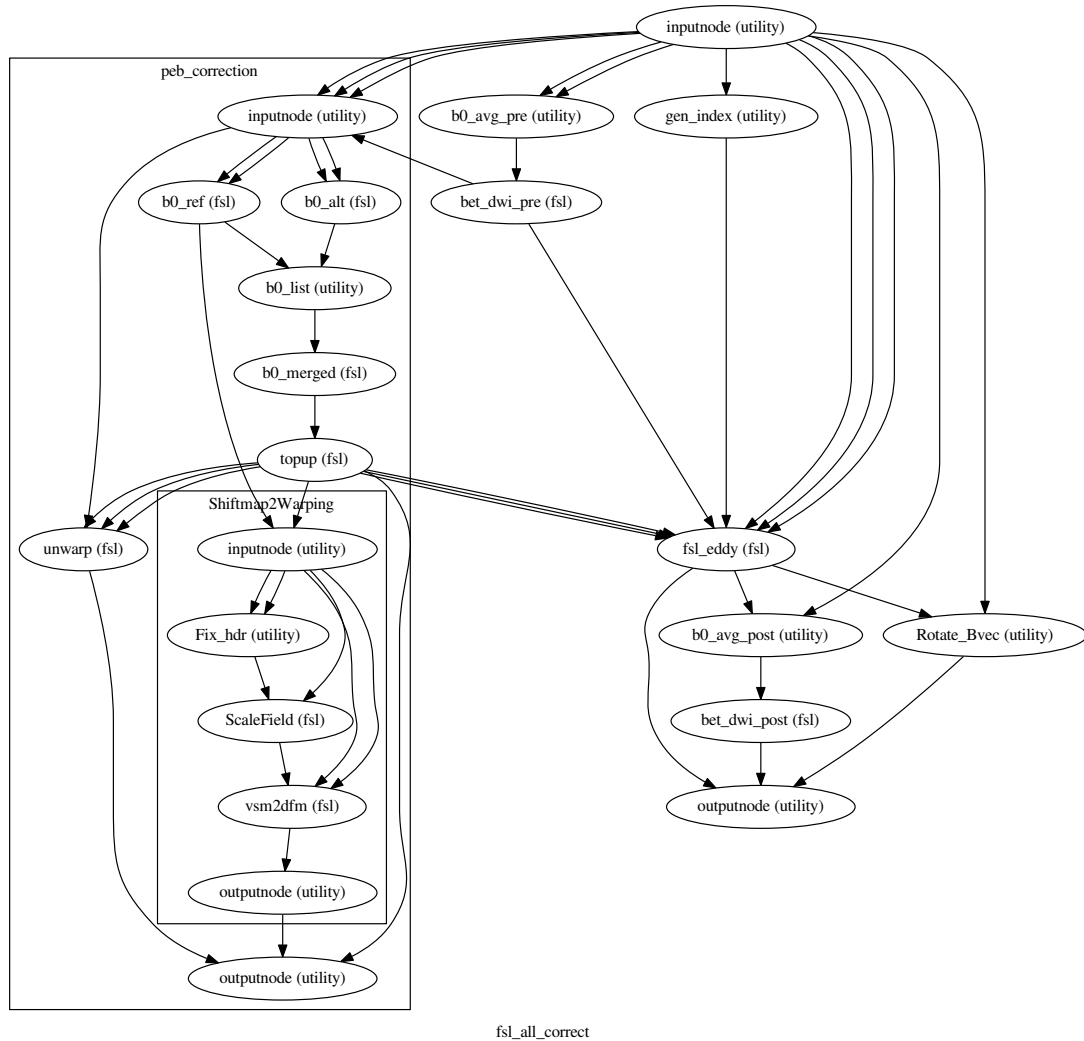 inputnode (utility)
peb_correction
inputnode (utility)
b0_avg_pre (utility)
gen_index (utility)
b0_ref (fsl)
b0_alt (fsl)
bet_dwi_pre (fsl)
b0_list (utility)
b0_merged (fsl)
topup (fsl)
Shiftmap2Warping
unwarp (fsl)
inputnode (utility)
fsl_eddy (fsl)
Fix_hdr (utility)
b0_avg_post (utility)
Rotate_Bvec (utility)
ScaleField (fsl)
bet_dwi_post (fsl)
vsm2dfm (fsl)
outputnode (utility)
outputnode (utility)
outputnode (utility)
fsl_all_correct